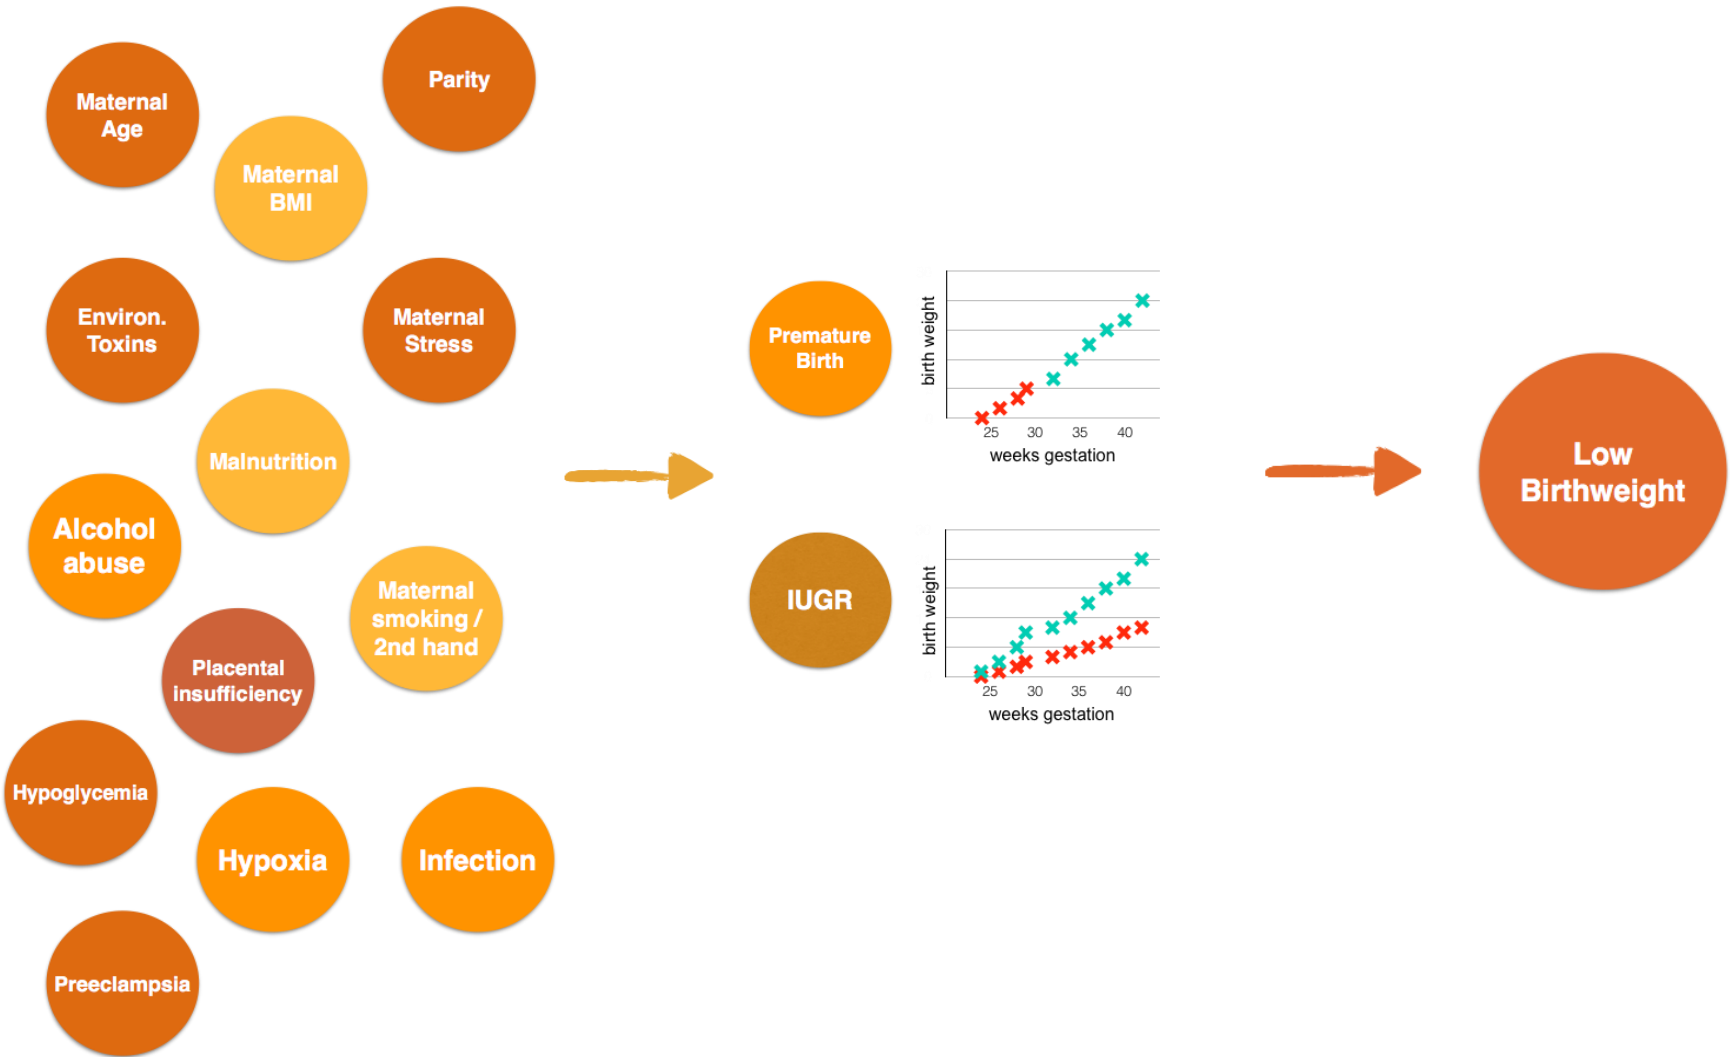 Parity
Maternal
Age
Maternal
BMI
Environ.
Toxins
Maternal
Stress
Malnutrition
Alcohol
abuse
Maternal
smoking /
2nd hand
Placental
insufficiency
Hypoglycemia
Hypoxia
Infection
Preeclampsia
Premature
Birth
birth weight
25 30 35 40
weeks gestation
IUGR
birth weight
25 30 35 40
weeks gestation
Low
Birthweight